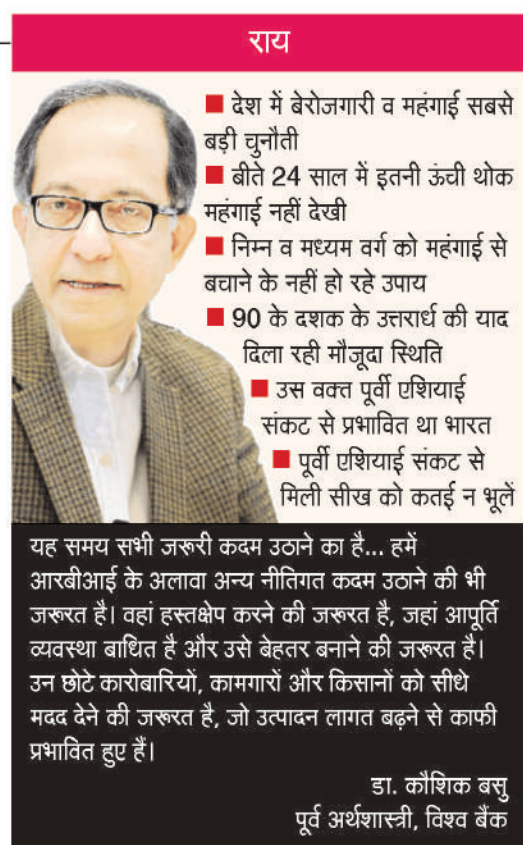 राय
■ देश में बेरोजगारी व महंगाई सबसे
बड़ी चुनौती
■ बीते 24 साल में इतनी ऊंची थोक
महंगाई नहीं देखी
■ निम्न व मध्यम वर्ग को महंगाई से
बचाने के नहीं हो रहे उपाय
■ 90 के दशक के उत्तरार्ध की याद
दिला रही मौजूदा स्थिति
■ उस वक्त पूर्वी एशियाई
संकट से प्रभावित था भारत
■ पूर्वी एशियाई संकट से
मिली सीख को कतई न भूलें
यह समय सभी जरूरी कदम उठाने का है... हमें
आरबीआई के अलावा अन्य नीतिगत कदम उठाने की भी
जरूरत है। वहां हस्तक्षेप करने की जरूरत है, जहां आपूर्ति
व्यवस्था बाधित है और उसे बेहतर बनाने की जरूरत है।
उन छोटे कारोबारियों, कामगारों और किसानों को सीधे
मदद देने की जरूरत है, जो उत्पादन लागत बढ़ने से काफी
प्रभावित हुए हैं।
डा. कौशिक बसु
पूर्व अर्थशास्त्री, विश्व बैंक